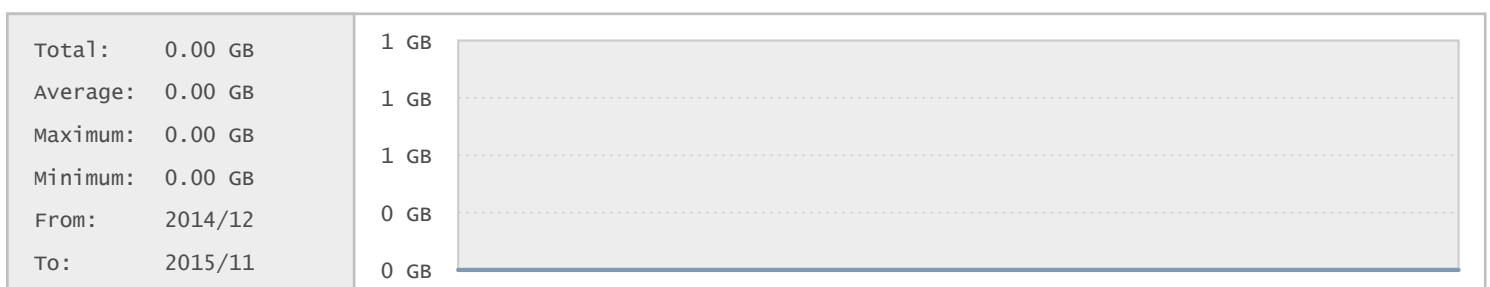 Total: 0.00 GB
Average: 0.00 GB
Maximum: 0.00 GB
Minimum: 0.00 GB
From: 2014/12
To: 2015/11
1 GB
1 GB
1 GB
0 GB
0 GB